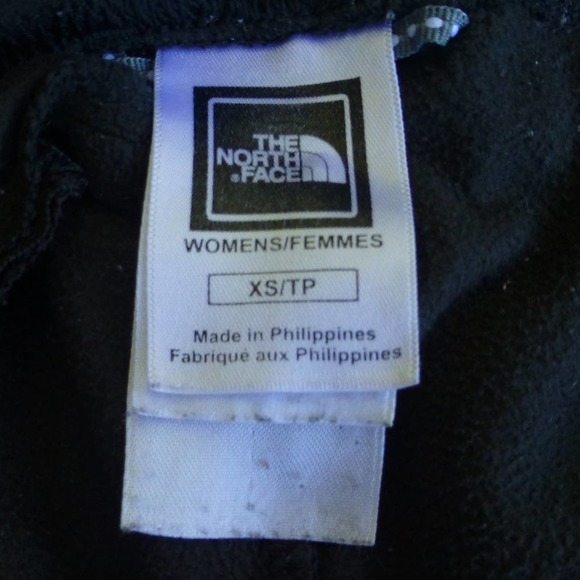 THE
NORTH
FACE
WOMENS/FEMMES
XS/TP
Made in Philippines
Fabriqué aux Philippines